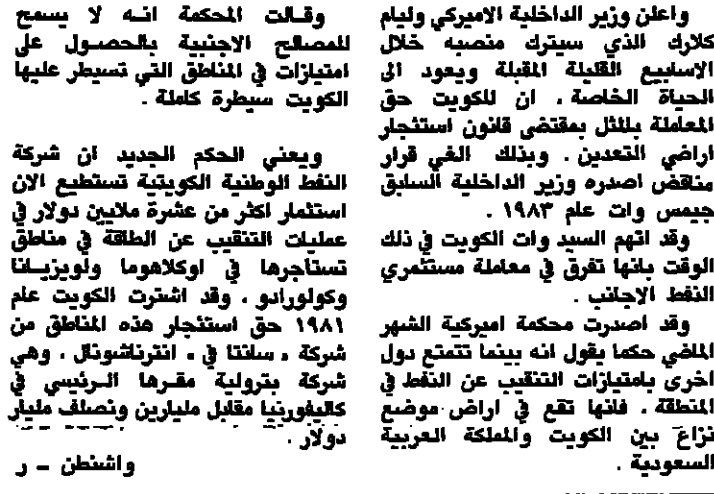 واعلن وزير الداخلية الاميركي وليام
كلارك الذي سيترك منصبه خلال
الاسابيع القليلة المقبلة ويعود الى
الحياة الخاصة ، ان للكويت حق
المعاملة بالمثل بمقتضى قانون استئجار
اراضي التعدين . وبذلك الغي قرار
مناقض اصدره وزير الداخلية السابق
جيمس وات عام ١٩٨٣ .
وقد اتهم السيد وات الكويت في ذلك
الوقت بانها تفرق في معاملة مستثمري
النفط الاجانب .
وقد اصدرت محكمة اميركية الشهر
الماضي حكما يقول انه بينما تتمتع دول
اخرى بامتيازات التنقيب عن النفط في
المنطقة ، فانها تقع في اراض موضع
نزاع بين الكويت والمملكة العربية
السعودية .
وقالت المحكمة انه لا يسمح
للمصالح الاجنبية بالحصول على
امتيازات في المناطق التي تسيطر عليها
الكويت سيطرة كاملة .
ويعني الحكم الجديد ان شركة
النفط الوطنية الكويتية تستطيع الان
استثمار اكثر من عشرة ملايين دولار في
عمليات التنقيب عن الطاقة في مناطق
تستاجرها في اوكلاهوما ولويزيانا
وكولورادو ، وقد اشترت الكويت عام
١٩٨١ حق استئجار هذه المناطق من
شركة « سانتا في » انترناشونال ، وهي
شركة بترولية مقرها الرئيسي في
كاليفورنيا مقابل مليارين ونصف مليار
دولار .
واشنطن - ر